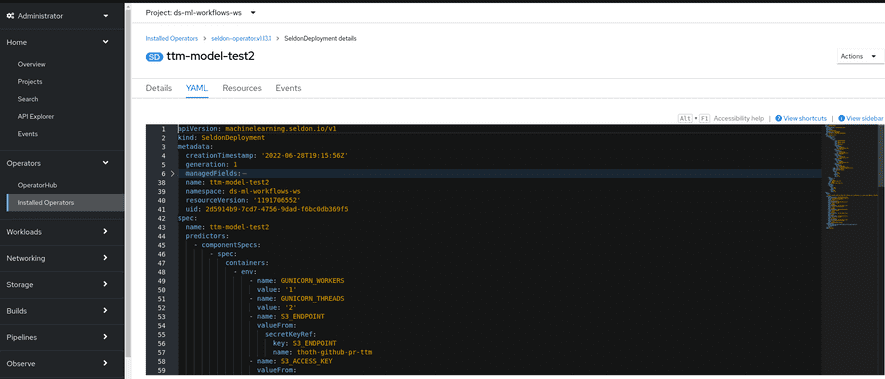 Administrator
Home
Overview
Projects
Search
API Explorer
Events
Operators
OperatorHub
Installed Operators
Workloads
Networking
Storage
Builds
Pipelines
Observe
Project: ds-ml-workflows-ws
Installed Operators > seldon-operator.v1.13.1 > SeldonDeployment details
SD ttm-model-test2
Actions
Details YAML Resources Events
Alt + F1 Accessibility help | View shortcuts | View sidebar
1 apiVersion: machinelearning.seldon.io/v1
2 kind: SeldonDeployment
3 metadata:
4 creationTimestamp: '2022-06-28T19:15:56Z'
5 generation: 1
6 managedFields:
38 name: ttm-model-test2
39 namespace: ds-ml-workflows-ws
40 resourceVersion: '1191706552'
41 uid: 2d5914b9-7cd7-4756-9dad-f6bc0db369f5
42 spec:
43 name: ttm-model-test2
44 predictors:
45 - componentSpecs:
46 - spec:
47 containers:
48 - env:
49 - name: GUNICORN_WORKERS
50 value: '1'
51 - name: GUNICORN_THREADS
52 value: '2'
53 - name: S3_ENDPOINT
54 valueFrom:
55 secretKeyRef:
56 key: S3_ENDPOINT
57 name: thoth-github-pr-ttm
58 - name: S3_ACCESS_KEY
59 valueFrom: